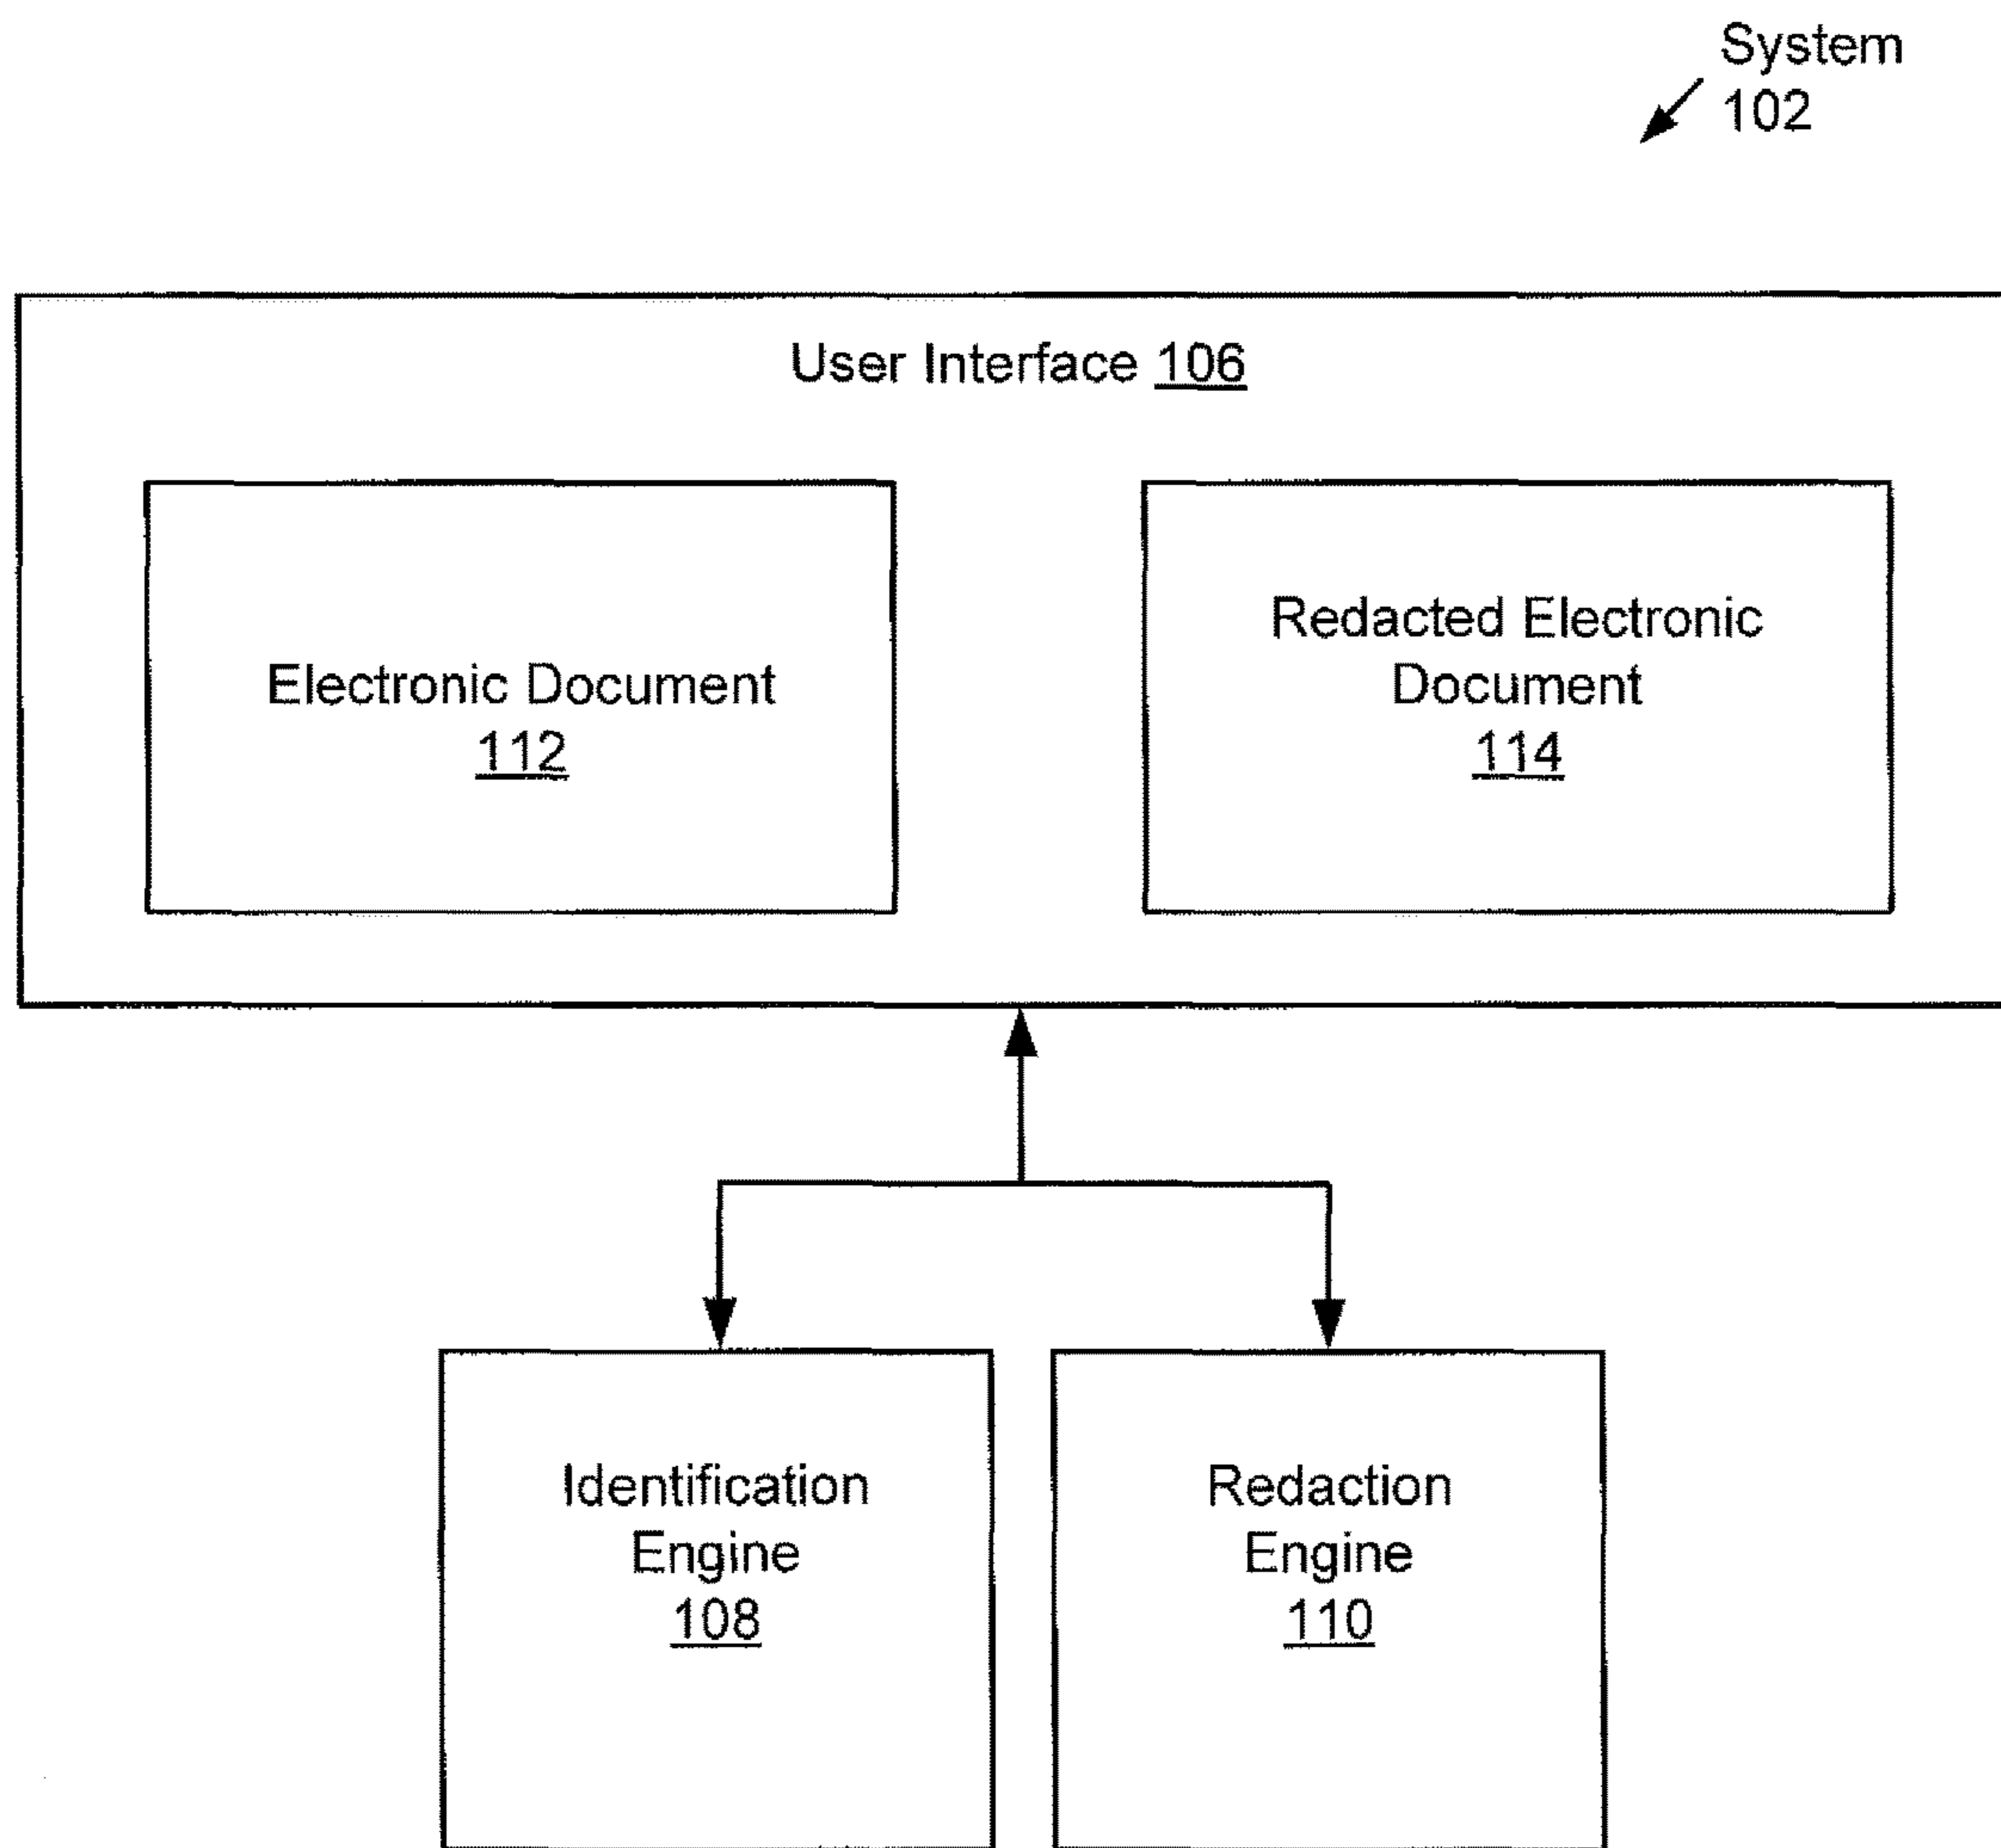 System
102
User Interface 106
Electronic Document
112
Redacted Electronic
Document
114
Identification
Engine
108
Redaction
Engine
110